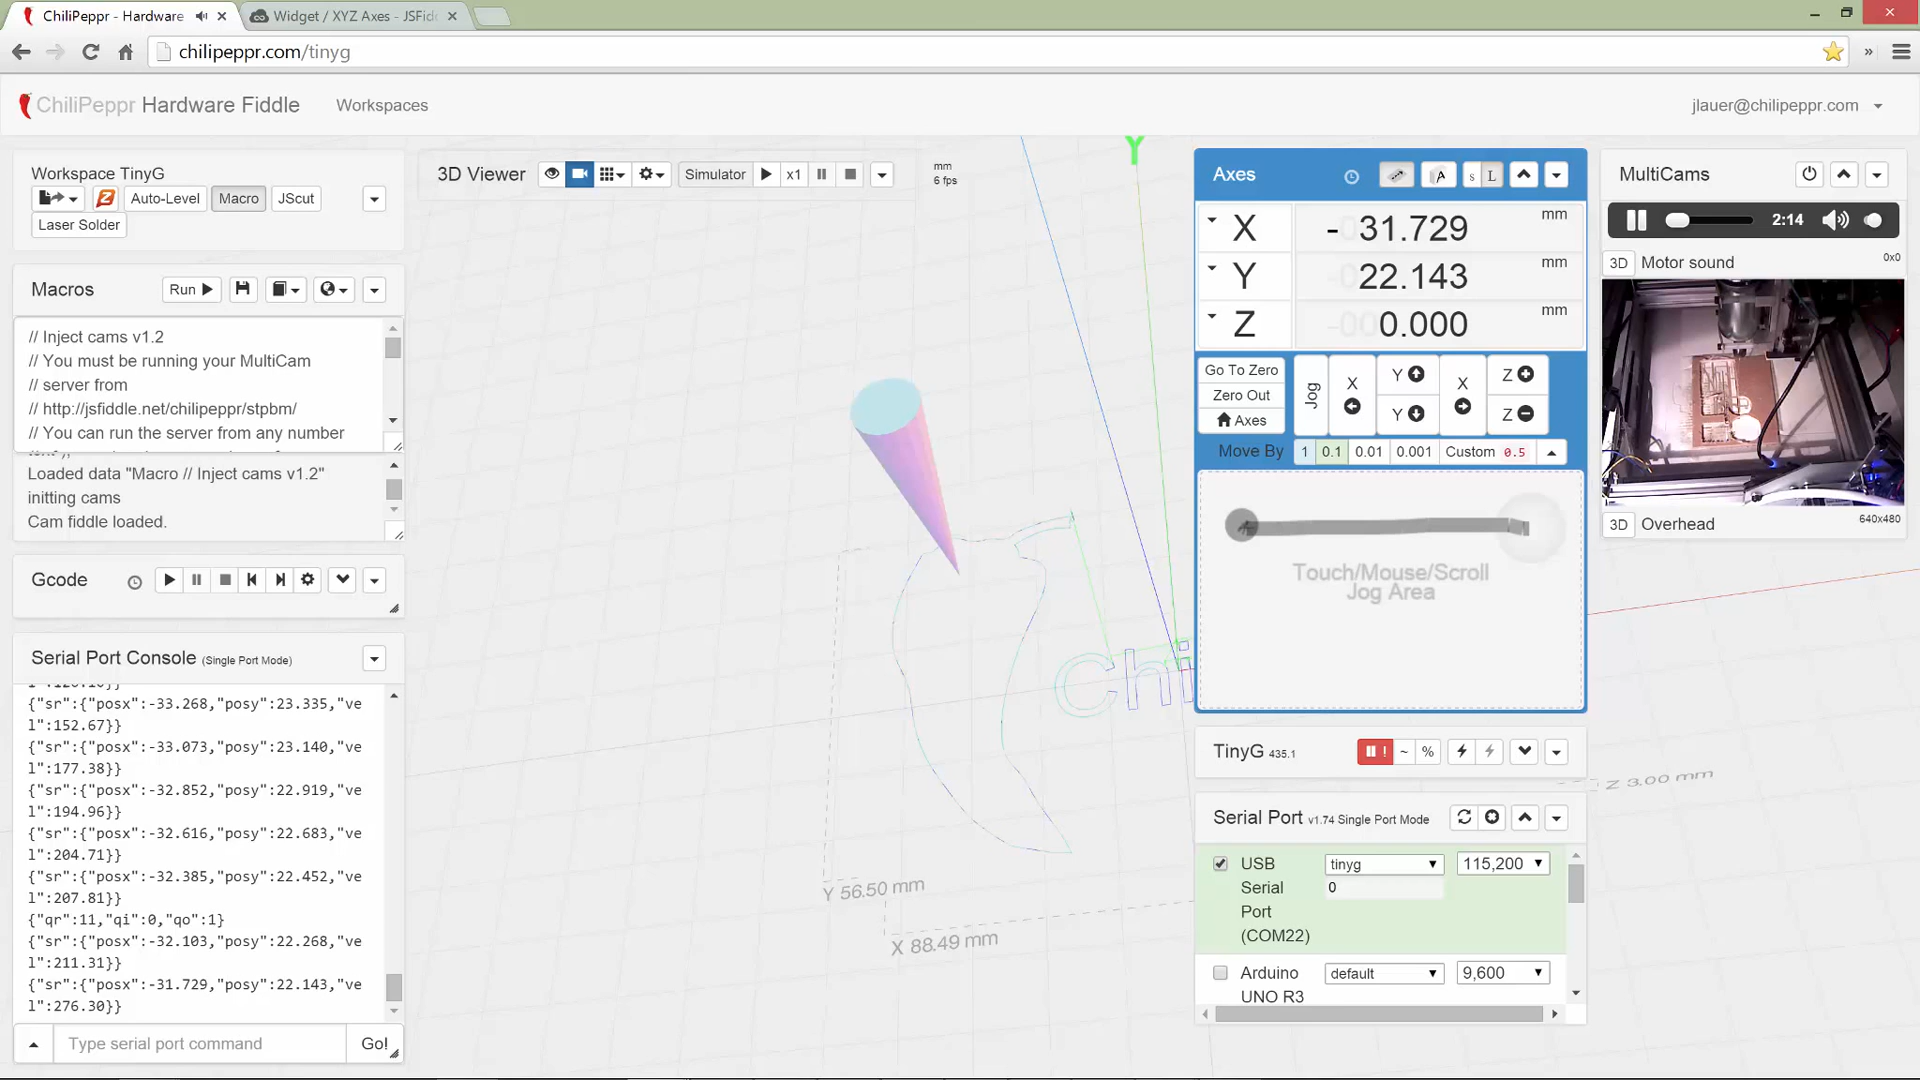 ChiliPeppr - Hardware
Widget / XYZ Axes - JSFid
chilipeppr.com/tinyg
ChiliPeppr Hardware Fiddle
Workspaces
jlauer@chilipeppr.com
Workspace TinyG
Auto-Level
Macro
JScut
Laser Solder
Macros
Run
// Inject cams v1.2
// You must be running your MultiCam
// server from
// http://jsfiddle.net/chilipeppr/stpbm/
// You can run the server from any number
Loaded data "Macro // Inject cams v1.2"
initting cams
Cam fiddle loaded.
Gcode
Serial Port Console (Single Port Mode)
{"sr":{"posx":-33.268,"posy":23.335,"ve
l":152.67}}
{"sr":{"posx":-33.073,"posy":23.140,"ve
l":177.38}}
{"sr":{"posx":-32.852,"posy":22.919,"ve
l":194.96}}
{"sr":{"posx":-32.616,"posy":22.683,"ve
l":204.71}}
{"sr":{"posx":-32.385,"posy":22.452,"ve
l":207.81}}
{"qr":11,"qi":0,"qo":1}
{"sr":{"posx":-32.103,"posy":22.268,"ve
l":211.31}}
{"sr":{"posx":-31.729,"posy":22.143,"ve
l":276.30}}
Type serial port command
Go!
3D Viewer
Simulator
x1
mm
6 fps
Y
Chi
Y 56.50 mm
X 88.49 mm
Z 3.00 mm
Axes
A
s L
X - 31.729 mm
Y 22.143 mm
Z 0.000 mm
Go To Zero
Zero Out
Axes
Jog
X
Y
Y
X
Z
Z
Move By 1 0.1 0.01 0.001 Custom 0.5
Touch/Mouse/Scroll
Jog Area
TinyG 435.1
! ~ %
Serial Port v1.74 Single Port Mode
USB
Serial
Port
(COM22)
tinyg
115,200
0
Arduino
UNO R3
default
9,600
MultiCams
2:14
3D Motor sound 0x0
3D Overhead 640x480